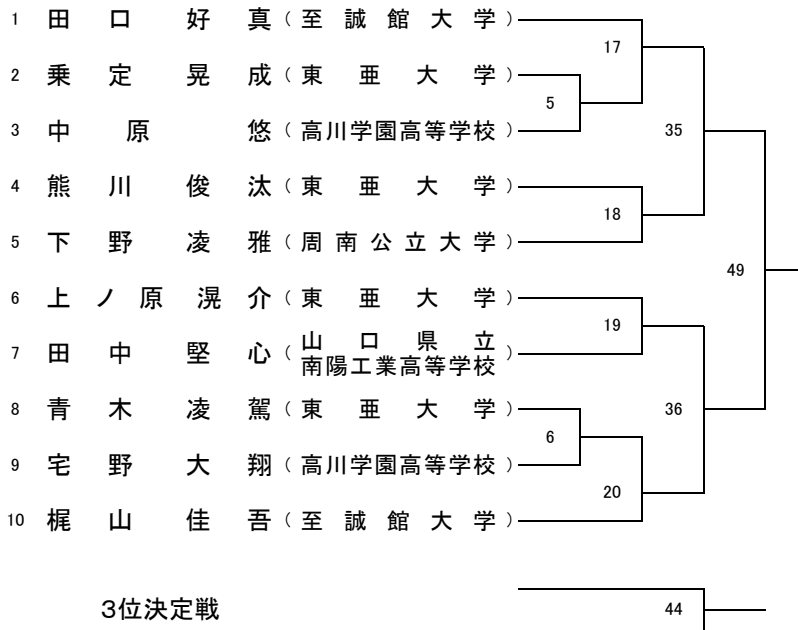 1 田口好真（至誠館大学）
17
2 乗定晃成（東亜大学）
5
3 中原悠（高川学園高等学校）
35
4 熊川俊汰（東亜大学）
18
5 下野凌雅（周南公立大学）
49
6 上ノ原滉介（東亜大学）
19
7 田中堅心（山口県立
南陽工業高等学校）
8 青木凌駕（東亜大学）
36
6
9 宅野大翔（高川学園高等学校）
20
10 梶山佳吾（至誠館大学）
3位決定戦
44